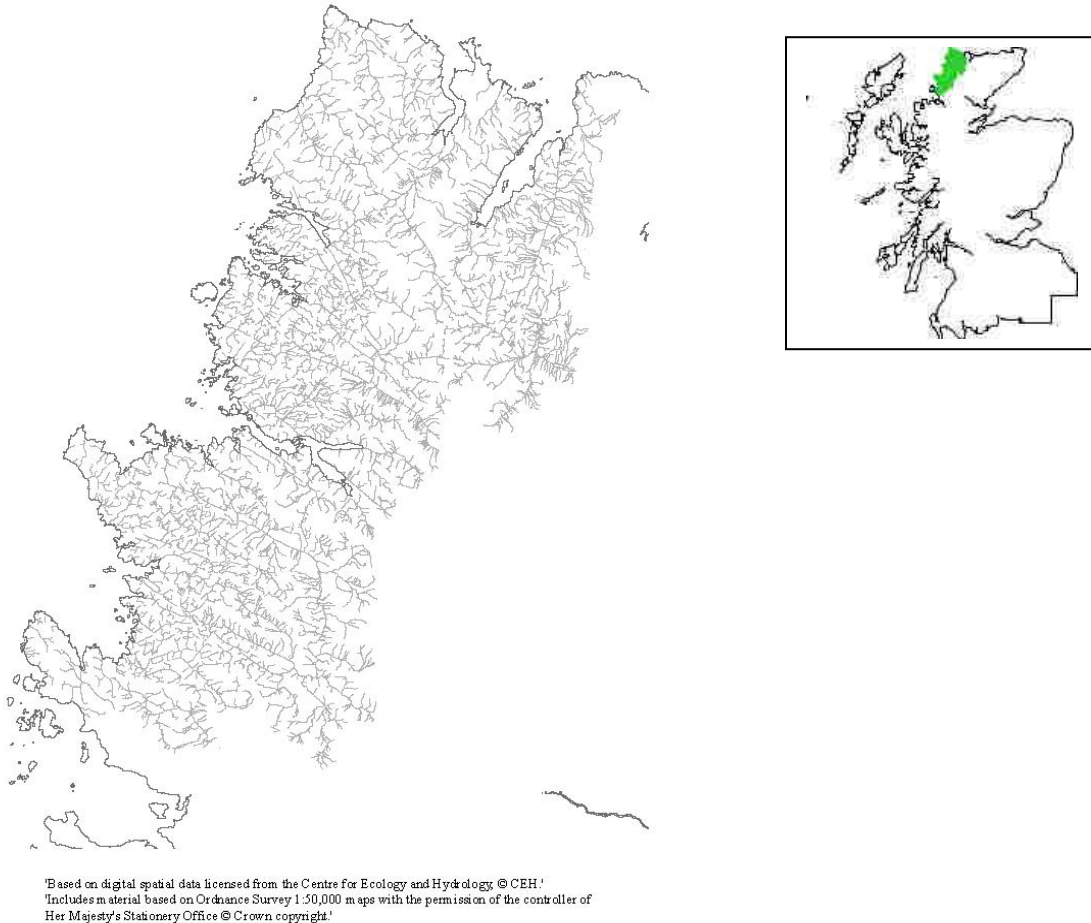 'Based on digital spatial data licensed from the Centre for Ecology and Hydrology, © CEH.'
'Includes material based on Ordnance Survey 1:50,000 maps with the permission of the controller of
Her Majesty's Stationery Office © Crown copyright.'